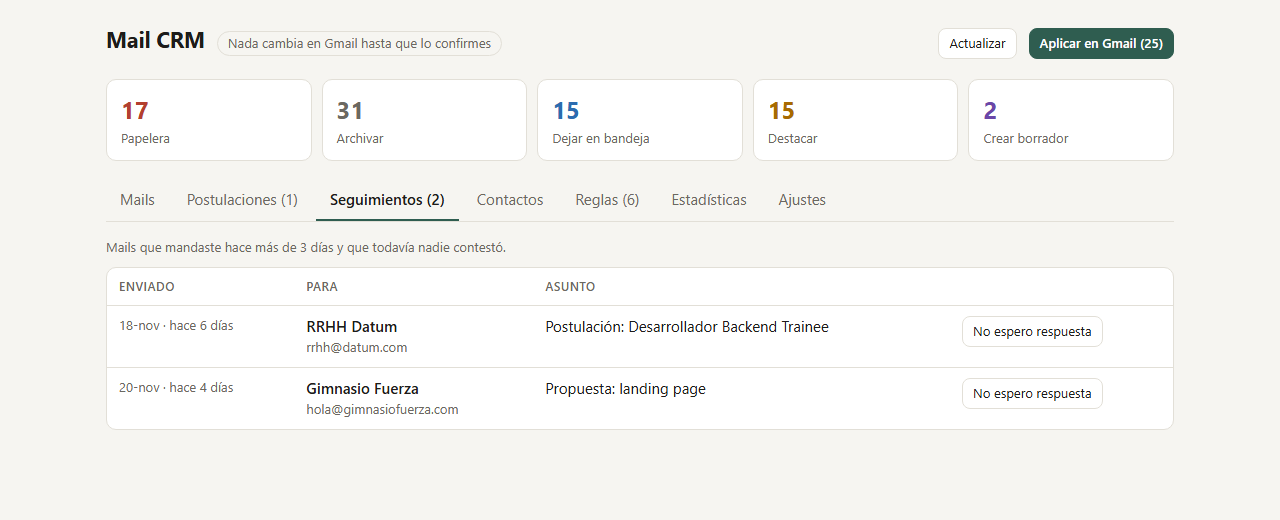 Mail CRM
Nada cambia en Gmail hasta que lo confirmes
Actualizar
Aplicar en Gmail (25)
17
Papelera
31
Archivar
15
Dejar en bandeja
15
Destacar
2
Crear borrador
Mails
Postulaciones (1)
Seguimientos (2)
Contactos
Reglas (6)
Estadísticas
Ajustes
Mails que mandaste hace más de 3 días y que todavía nadie contestó.
ENVIADO PARA ASUNTO
18-nov · hace 6 días
RRHH Datum
rrhh@datum.com
Postulación: Desarrollador Backend Trainee
No espero respuesta
20-nov · hace 4 días
Gimnasio Fuerza
hola@gimnasiofuerza.com
Propuesta: landing page
No espero respuesta